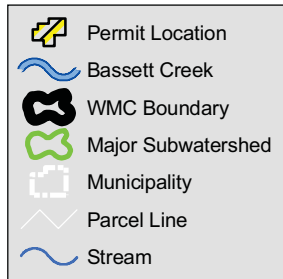 Permit Location
Bassett Creek
WMC Boundary
Major Subwatershed
Municipality
Parcel Line
Stream